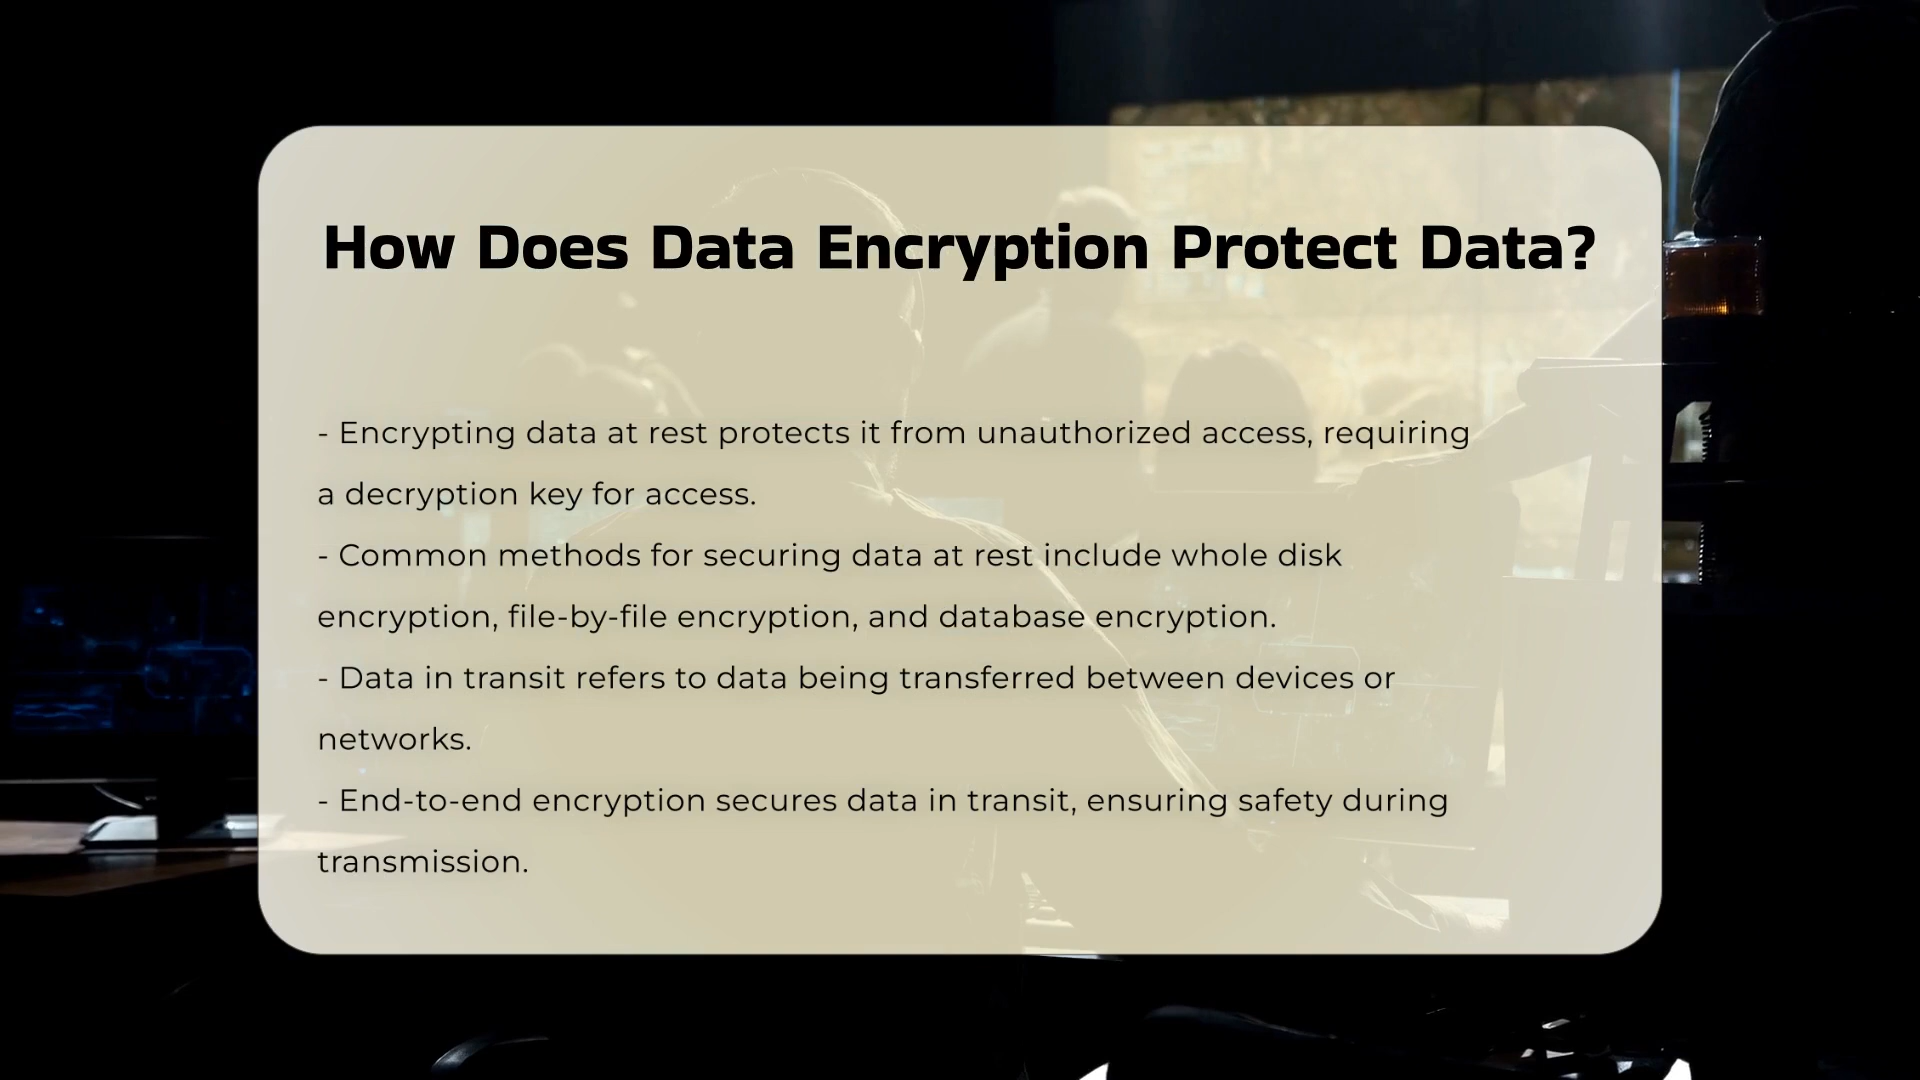 How Does Data Encryption Protect Data?
- Encrypting data at rest protects it from unauthorized access, requiring
a decryption key for access.
- Common methods for securing data at rest include whole disk
encryption, file-by-file encryption, and database encryption.
- Data in transit refers to data being transferred between devices or
networks.
- End-to-end encryption secures data in transit, ensuring safety during
transmission.